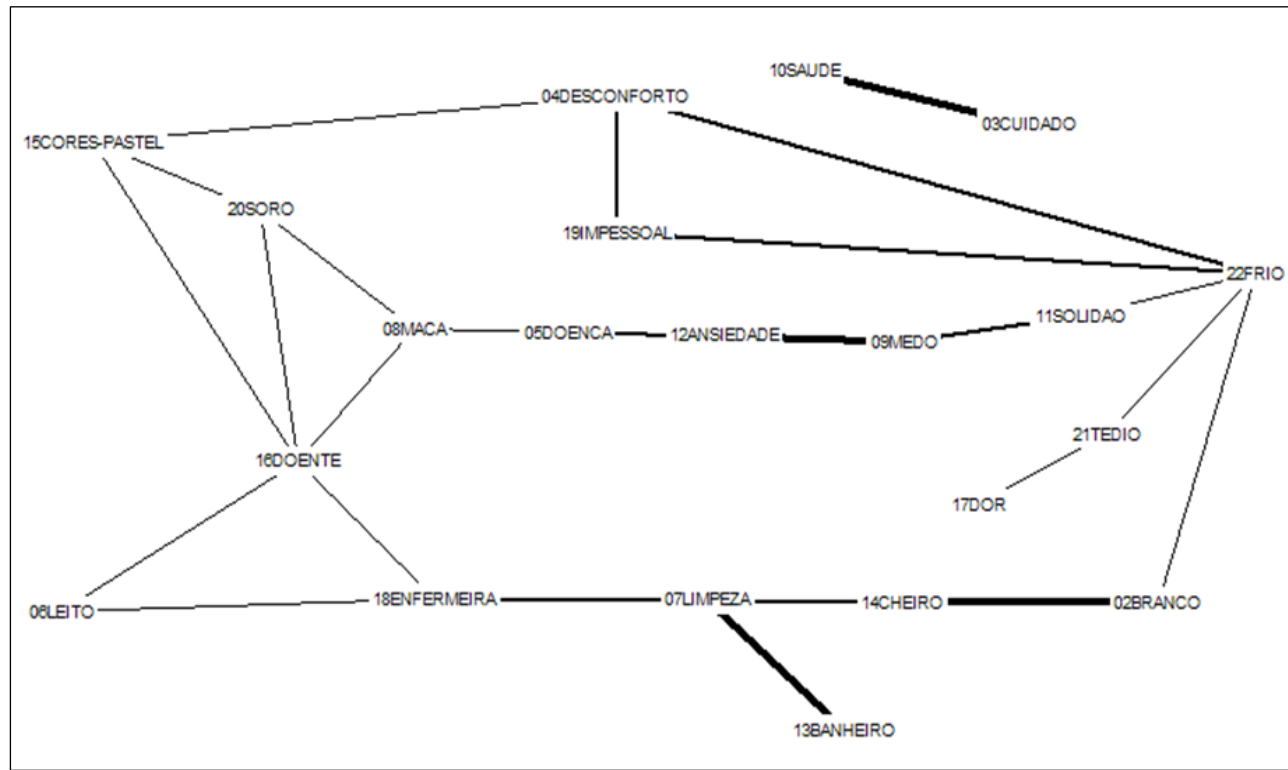 10SAUDE
04DESCONFORTO
03CUIDADO
15CORES-PASTEL
20SORO
19IMPESSOAL
22FRIO
11SOLIDAO
08MACA
05DOENCA
12ANSIEDADE
09MEDO
21TEDIO
16DOENTE
17DOR
06LEITO
18ENFERMEIRA
07LIMPEZA
14CHEIRO
02BRANCO
13BANHEIRO